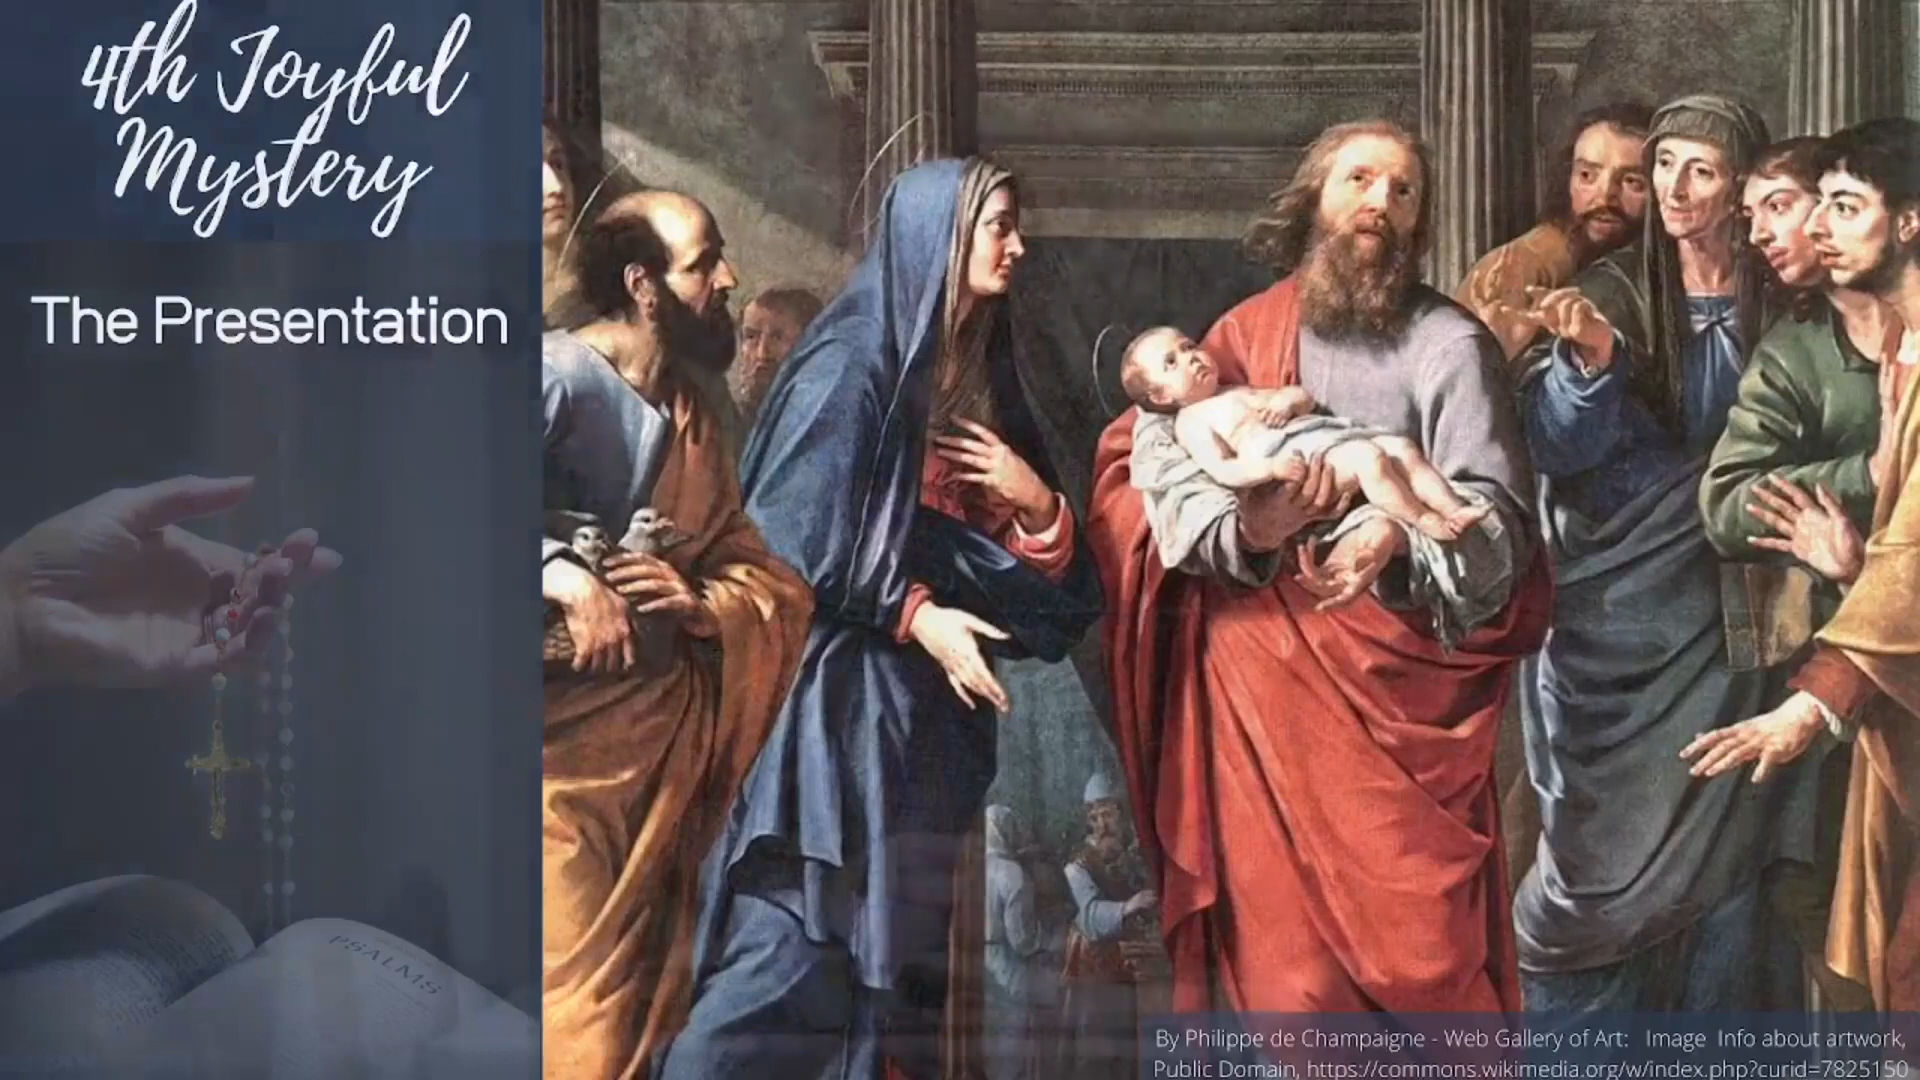 4th Joyful
Mystery
The Presentation
PSALMS
By Philippe de Champaigne - Web Gallery of Art: Image Info about artwork,
Public Domain, https://commons.wikimedia.org/w/index.php?curid=7825150